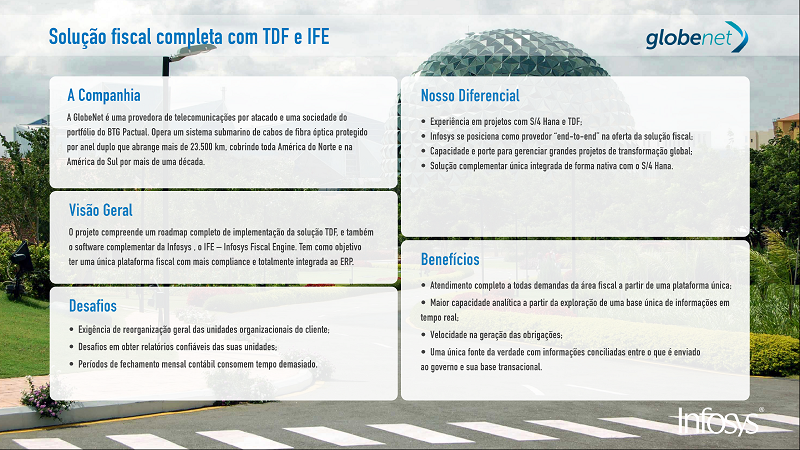 Solução fiscal completa com TDF e IFE
globenet
A Companhia
A GlobeNet é uma provedora de telecomunicações por atacado e uma sociedade do
portfólio do BTG Pactual. Opera um sistema submarino de cabos de fibra óptica protegido
por anel duplo que abrange mais de 23.500 km, cobrindo toda América do Norte e na
América do Sul por mais de uma década.
Visão Geral
O projeto compreende um roadmap completo de implementação da solução TDF, e também
o software complementar da Infosys , o IFE – Infosys Fiscal Engine. Tem como objetivo
ter uma única plataforma fiscal com mais compliance e totalmente integrada ao ERP.
Desafios
• Exigência de reorganização geral das unidades organizacionais do cliente;
• Desafios em obter relatórios confiáveis das suas unidades;
• Períodos de fechamento mensal contábil consomem tempo demasiado.
Nosso Diferencial
• Experiência em projetos com S/4 Hana e TDF;
• Infosys se posiciona como provedor “end-to-end” na oferta da solução fiscal;
• Capacidade e porte para gerenciar grandes projetos de transformação global;
• Solução complementar única integrada de forma nativa com o S/4 Hana.
Benefícios
• Atendimento completo a todas demandas da área fiscal a partir de uma plataforma única;
• Maior capacidade analítica a partir da exploração de uma base única de informações em
tempo real;
• Velocidade na geração das obrigações;
• Uma única fonte da verdade com informações conciliadas entre o que é enviado
ao governo e sua base transacional.
Infosys®